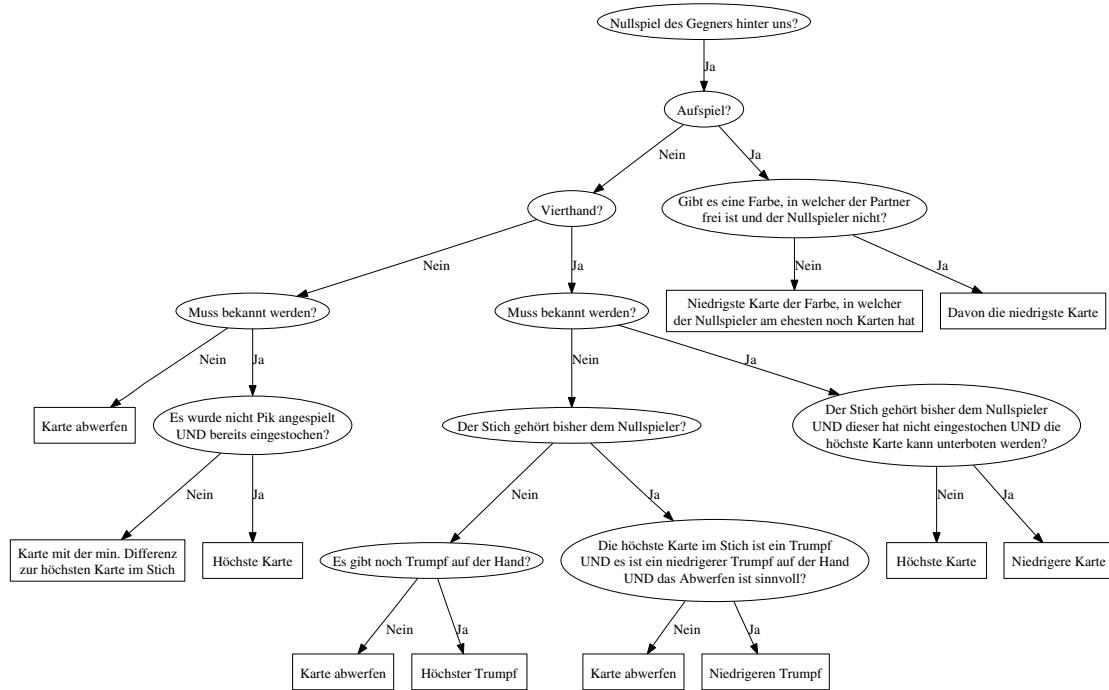 Nullspiel des Gegners hinter uns?
Ja
Aufspiel?
Nein
Ja
Vierthand?
Gibt es eine Farbe, in welcher der Partner
frei ist und der Nullspieler nicht?
Nein
Ja
Nein
Ja
Muss bekannt werden?
Muss bekannt werden?
Niedrigste Karte der Farbe, in welcher
der Nullspieler am ehesten noch Karten hat
Davon die niedrigste Karte
Nein
Ja
Nein
Ja
Karte abwerfen
Es wurde nicht Pik angespielt
UND bereits eingestochen?
Der Stich gehört bisher dem Nullspieler?
Der Stich gehört bisher dem Nullspieler
UND dieser hat nicht eingestochen UND die
höchste Karte kann unterboten werden?
Nein
Ja
Nein
Ja
Nein
Ja
Karte mit der min. Differenz
zur höchsten Karte im Stich
Höchste Karte
Es gibt noch Trumpf auf der Hand?
Die höchste Karte im Stich ist ein Trumpf
UND es ist ein niedrigerer Trumpf auf der Hand
UND das Abwerfen ist sinnvoll?
Höchste Karte
Niedrigere Karte
Nein
Ja
Nein
Ja
Karte abwerfen
Höchster Trumpf
Karte abwerfen
Niedrigeren Trumpf